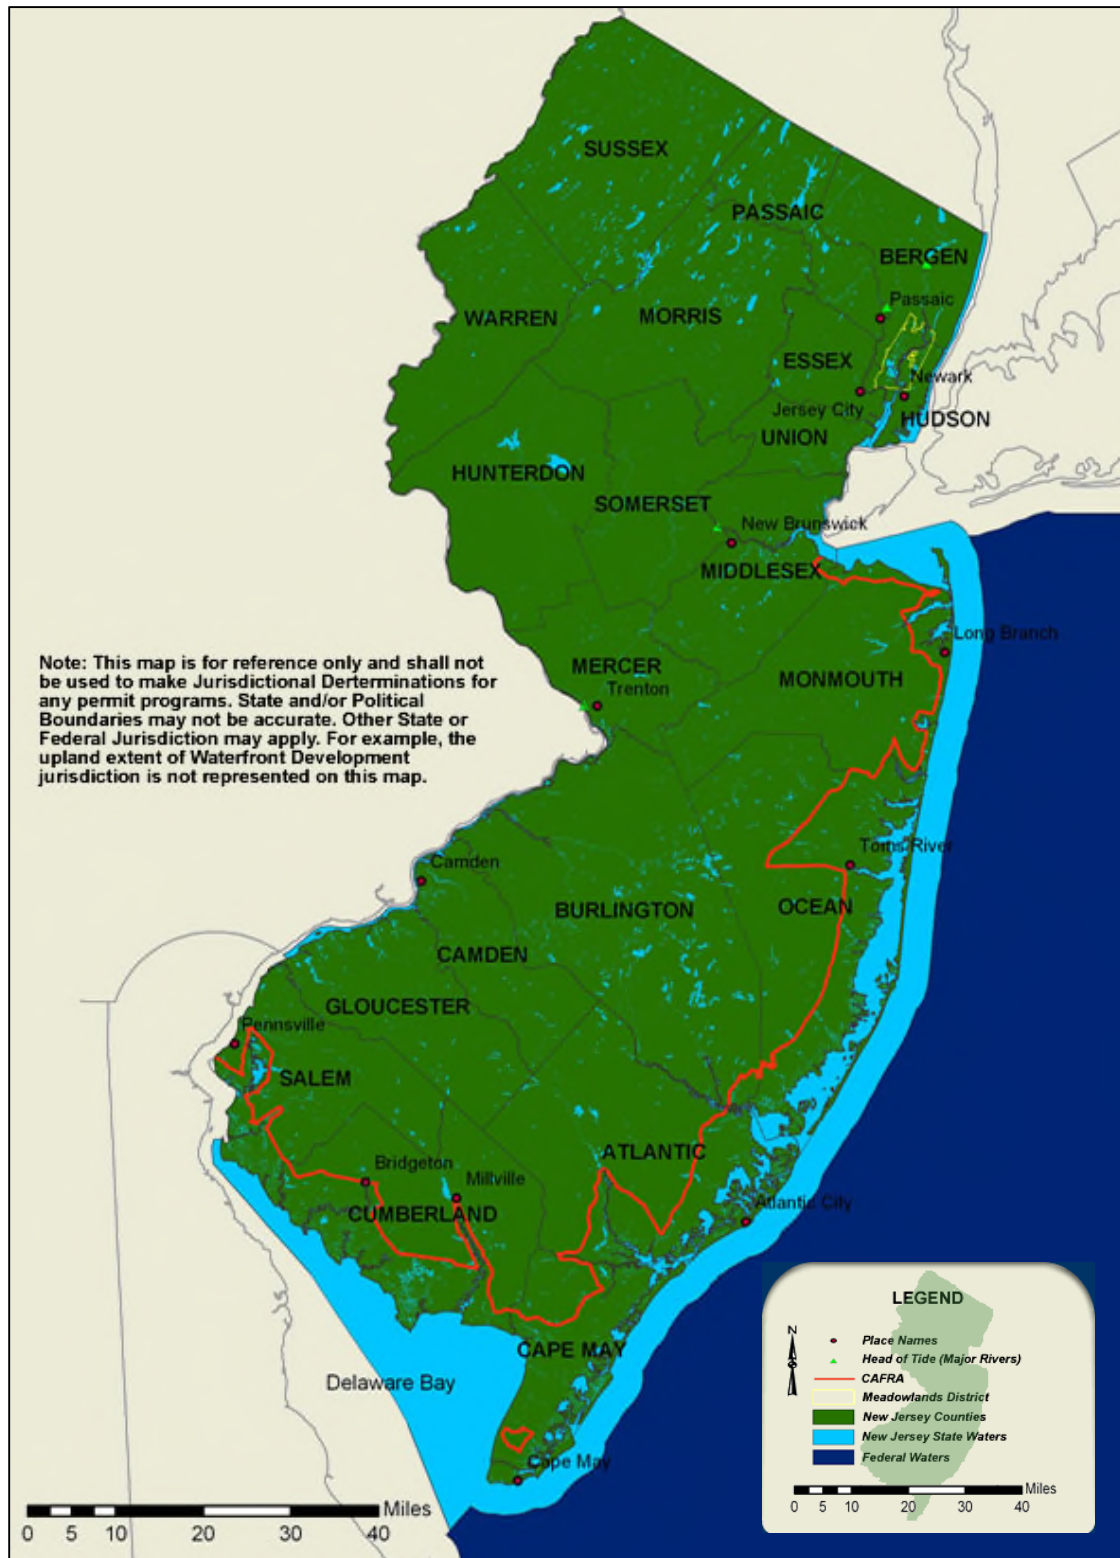 SUSSEX
PASSAIC
BERGEN
Passaic
WARREN
MORRIS
ESSEX
Newark
Jersey City
HUDSON
UNION
HUNTERDON
SOMERSET
New Brunswick
MIDDLESEX
Long Branch
MERCER
MONMOUTH
Trenton
Note: This map is for reference only and shall not
be used to make Jurisdictional Derterminations for
any permit programs. State and/or Political
Boundaries may not be accurate. Other State or
Federal Jurisdiction may apply. For example, the
upland extent of Waterfront Development
jurisdiction is not represented on this map.
Toms River
Camden
BURLINGTON
OCEAN
CAMDEN
GLOUCESTER
Pennsville
SALEM
ATLANTIC
Bridgeton
Millville
CUMBERLAND
Atlantic City
CAPE MAY
Delaware Bay
Cape May
Miles
0 5 10 20 30 40
LEGEND
N
S
Place Names
Head of Tide (Major Rivers)
CAFRA
Meadowlands District
New Jersey Counties
New Jersey State Waters
Federal Waters
Miles
0 5 10 20 30 40